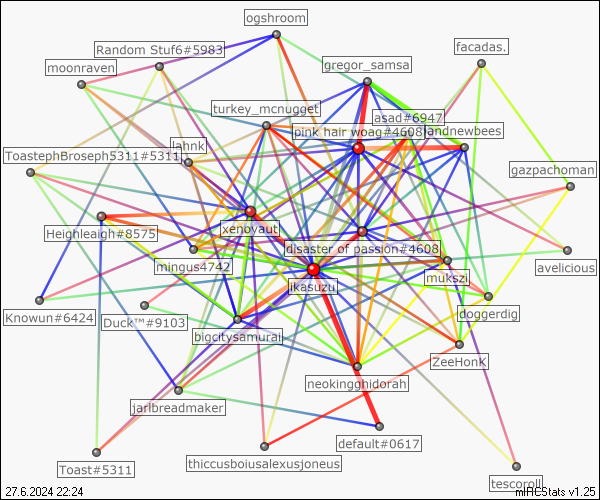 ogshroom
Random Stuf6#5983
facadas.
moonraven
gregor_samsa
turkey_mcnugget
asad#6947
pink hair woag#4608
landnewbees
lahnk
ToastephBroseph5311#5311
gazpachoman
Heighleaigh#8575
xenoyaut
disaster of passion#4608
mingus4742
avelicious
mukszi
ikasuzu
Knowun#6424
Duck™#9103
doggerdig
bigcitysamurai
ZeeHonk
neokingghidorah
jarlbreadmaker
default#0617
Toast#5311
thiccusboiusalexusjoneus
tescoroll
27.6.2024 22:24
mIRCStats v1.25